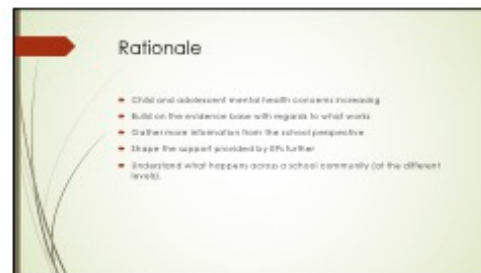 Rationale
Child and adolescent mental health concerns increasing
Build on the evidence base with regards to what works
Gather more information from the school perspective
Shape the support provided by EPs further
Understand what happens across a school community (at the different
levels).